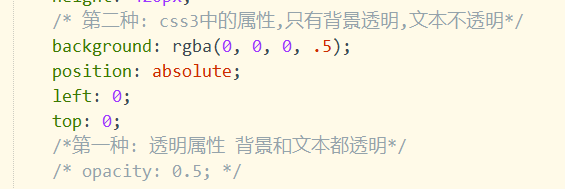 height: 420px;
/* 第二种: css3中的属性,只有背景透明,文本不透明*/
background: rgba(0, 0, 0, .5);
position: absolute;
left: 0;
top: 0;
/*第一种: 透明属性 背景和文本都透明*/
/* opacity: 0.5; */